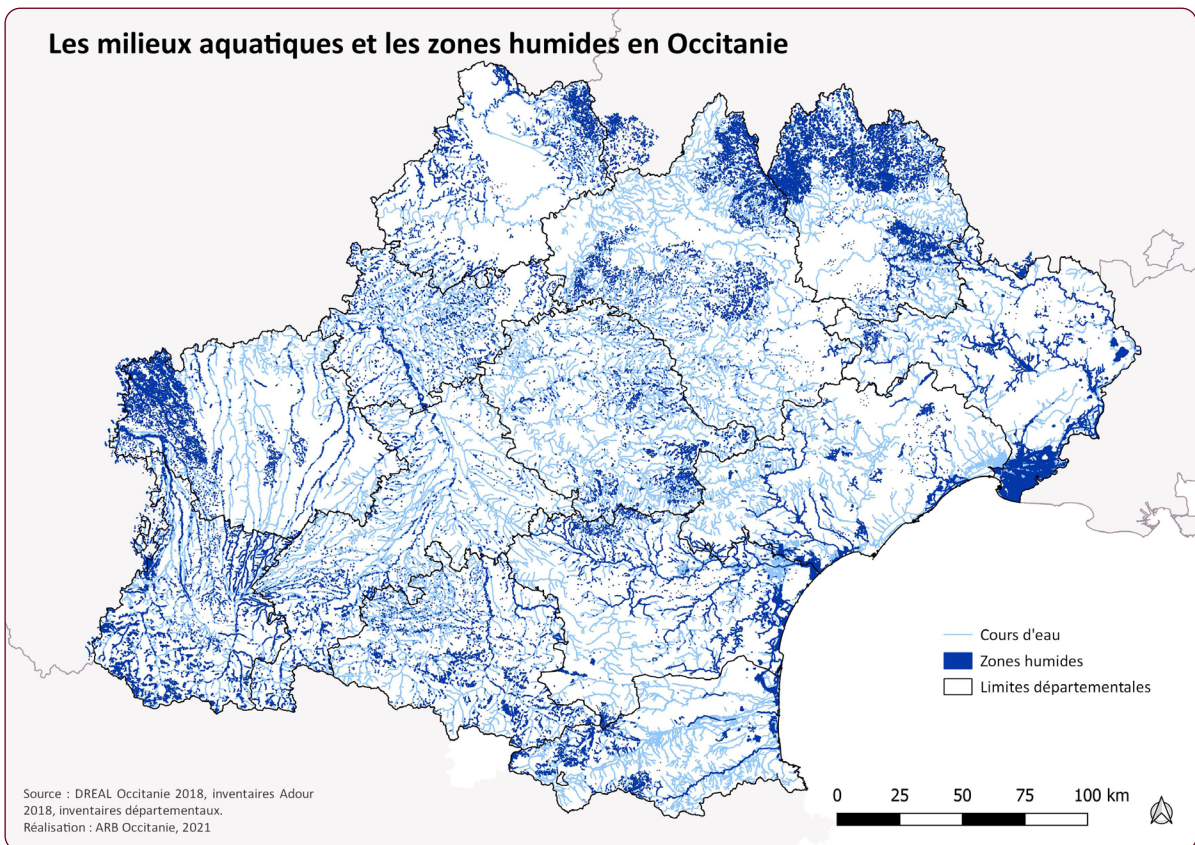 Les milieux aquatiques et les zones humides en Occitanie
Cours d'eau
Zones humides
Limites départementales
Source : DREAL Occitanie 2018, inventaires Adour
2018, inventaires départementaux.
Réalisation : ARB Occitanie, 2021
0 25 50 75 100 km